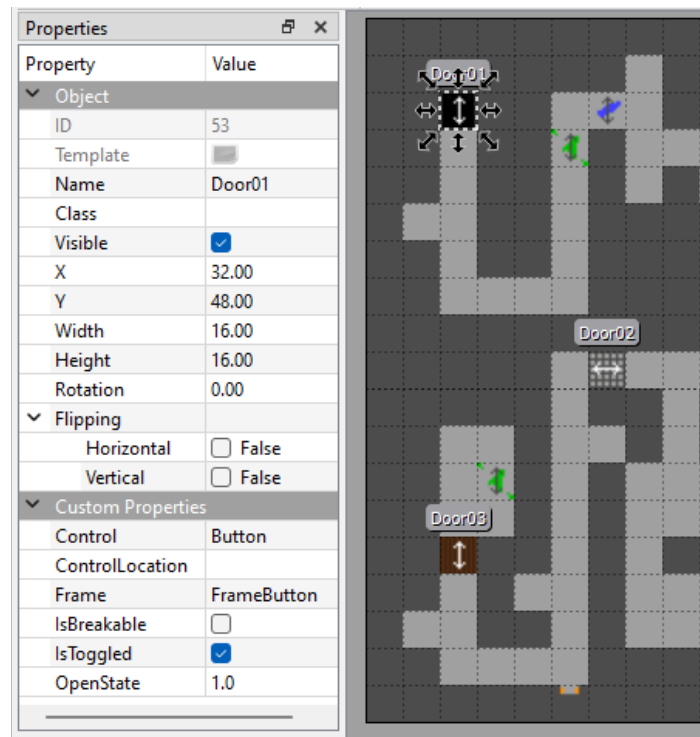 Properties
Property Value
Object
ID 53
Template
Name Door01
Class
Visible
X 32.00
Y 48.00
Width 16.00
Height 16.00
Rotation 0.00
Flipping
Horizontal False
Vertical False
Custom Properties
Control Button
ControlLocation
Frame FrameButton
IsBreakable
IsToggled
OpenState 1.0
Door01
Door02
Door03